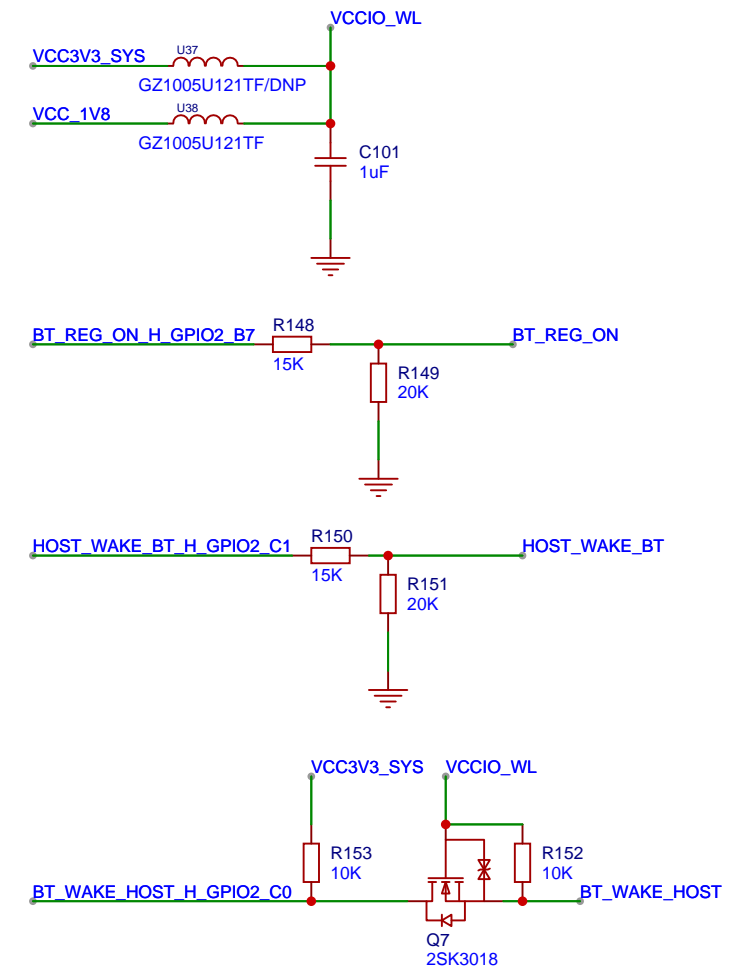 VCCIO_WL
VCC3V3_SYS
U37
GZ1005U121TF/DNP
VCC_1V8
U38
GZ1005U121TF
C101
1uF
BT_REG_ON_H_GPIO2_B7
R148
15K
BT_REG_ON
R149
20K
HOST_WAKE_BT_H_GPIO2_C1
R150
15K
HOST_WAKE_BT
R151
20K
VCC3V3_SYS
VCCIO_WL
R153
10K
R152
10K
BT_WAKE_HOST_H_GPIO2_C0
BT_WAKE_HOST
Q7
2SK3018